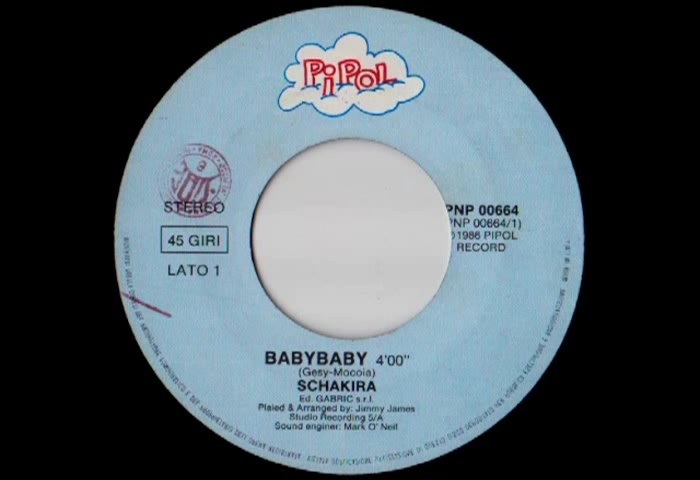 PiPOL
STEREO
45 GIRI
LATO 1
PNP 00664
PNP 00664/1)
1986 PIPOL
RECORD
BABYBABY 4'00"
(Gesy-Mocoia)
SCHAKIRA
Ed. GABRIC s.r.l.
Plaied & Arranged by: Jimmy James
Studio Recording S/A
Sound enginer: Mark O' Neil